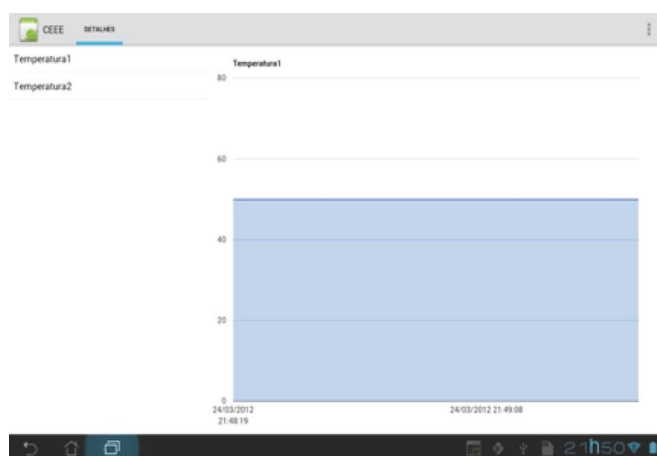 CEEE DETALHES
Temperatura1
Temperatura2
Temperatura1
80
60
40
20
0
24/03/2012
21:48:19
24/03/2012 21:49:08
21h50